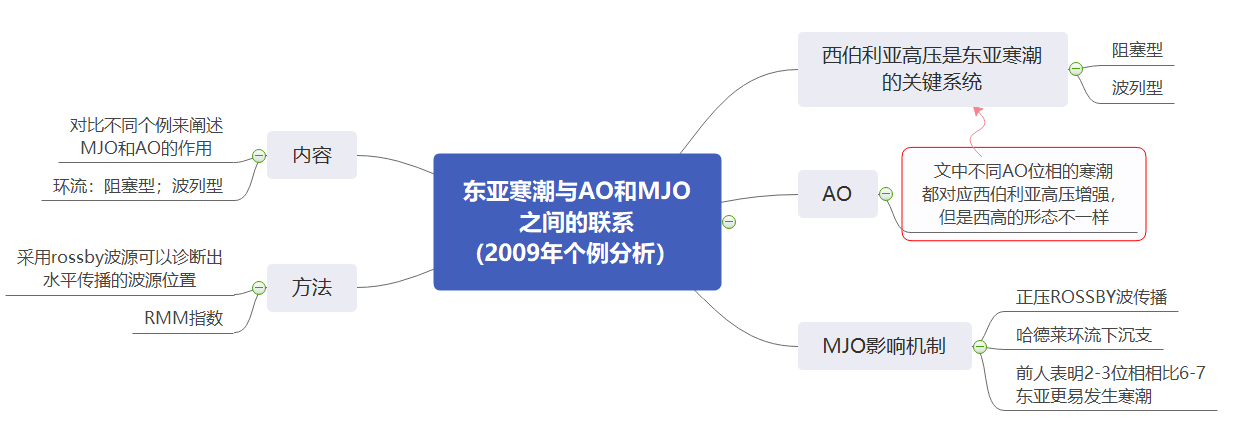 东亚寒潮与AO和MJO
之间的联系
(2009年个例分析）
西伯利亚高压是东亚寒潮
的关键系统
阻塞型
波列型
AO
文中不同AO位相的寒潮
都对应西伯利亚高压增强，
但是西高的形态不一样
MJO影响机制
正压ROSSBY波传播
哈德莱环流下沉支
前人表明2-3位相相比6-7
东亚更易发生寒潮
内容
对比不同个例来阐述
MJO和AO的作用
环流：阻塞型；波列型
方法
采用rossby波源可以诊断出
水平传播的波源位置
RMM指数